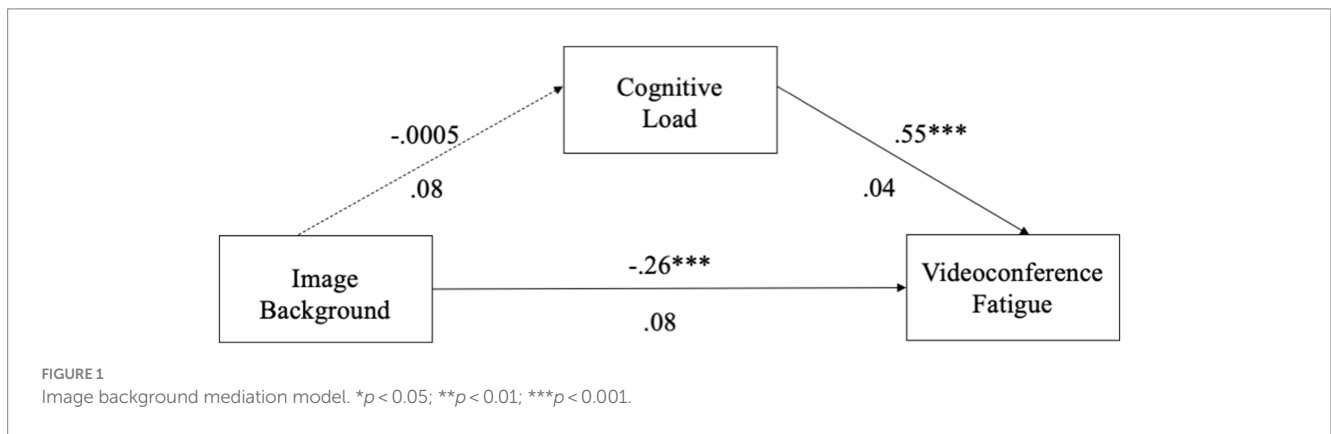 Cognitive
Load
-.0005
.55***
.08
.04
Image
Background
-.26***
.08
Videoconference
Fatigue
FIGURE 1
Image background mediation model. *p < 0.05; **p < 0.01; ***p < 0.001.